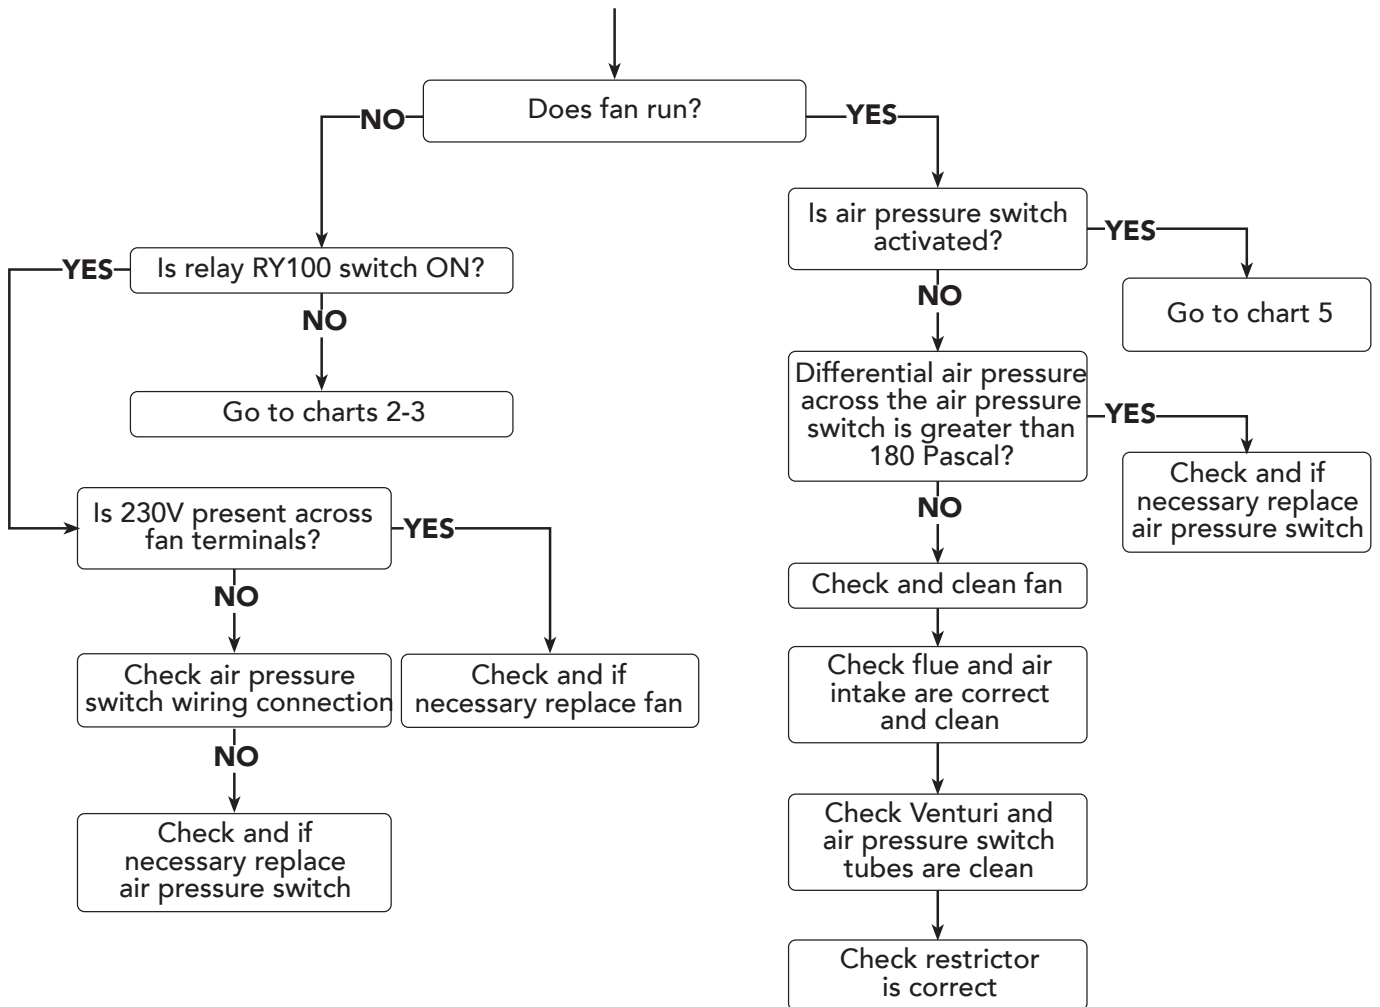 Does fan run?
NO
YES
Is air pressure switch
activated?
YES
YES
Is relay RY100 switch ON?
NO
NO
Go to chart 5
Differential air pressure
across the air pressure
switch is greater than
180 Pascal?
YES
Go to charts 2-3
Check and if
necessary replace
air pressure switch
Is 230V present across
fan terminals?
YES
NO
NO
Check and clean fan
Check air pressure
switch wiring connection
Check and if
necessary replace fan
Check flue and air
intake are correct
and clean
NO
Check Venturi and
air pressure switch
tubes are clean
Check and if
necessary replace
air pressure switch
Check restrictor
is correct